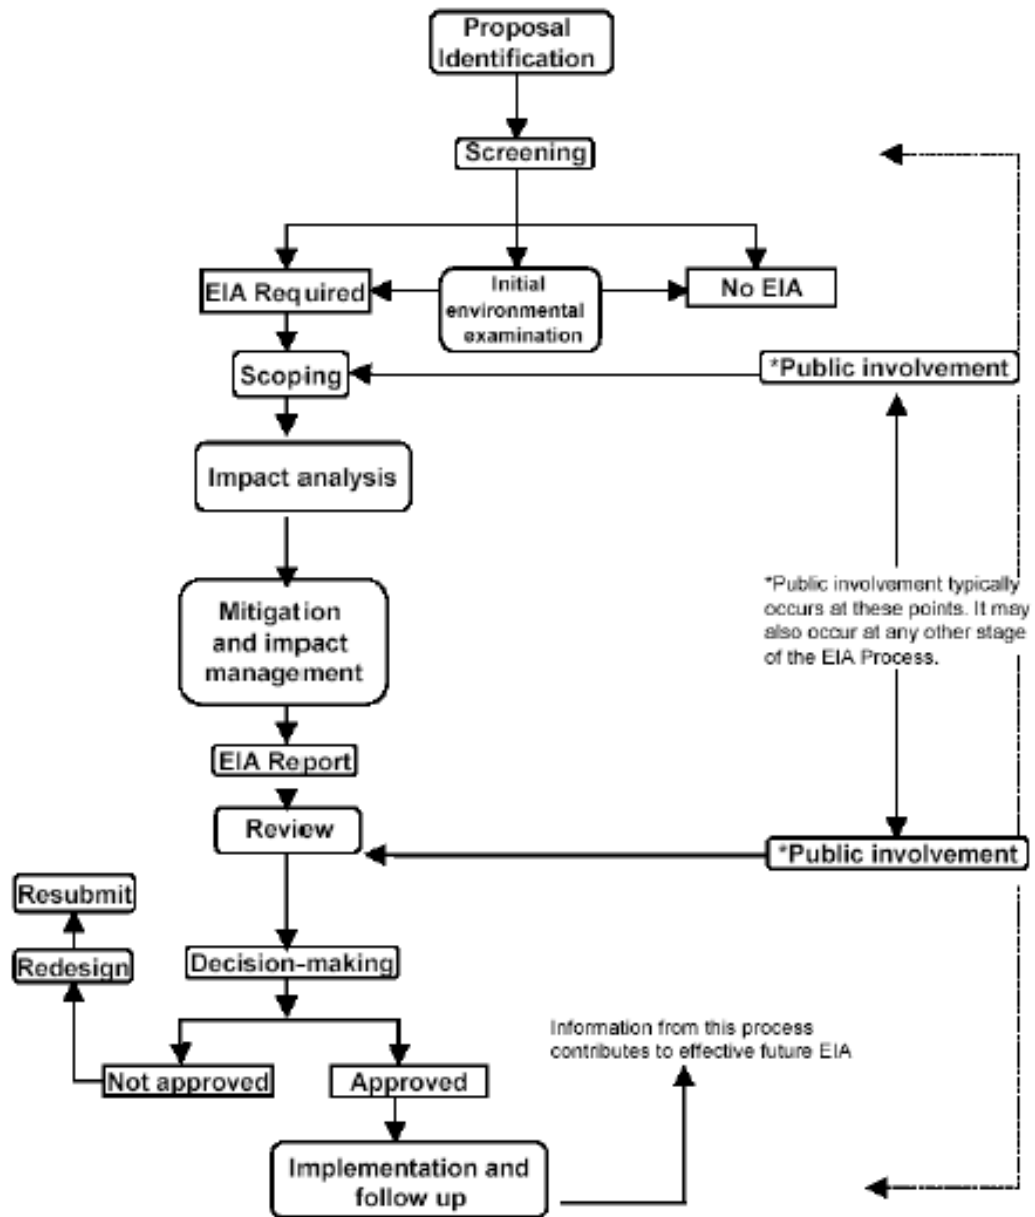 Proposal
Identification
Screening
EIA Required
Initial
environmental
examination
No EIA
Scoping
*Public involvement
Impact analysis
*Public involvement typically
occurs at these points. It may
also occur at any other stage
of the EIA Process.
Mitigation
and impact
management
EIA Report
Review
*Public involvement
Resubmit
Redesign
Decision-making
Information from this process
contributes to effective future EIA
Not approved
Approved
Implementation and
follow up